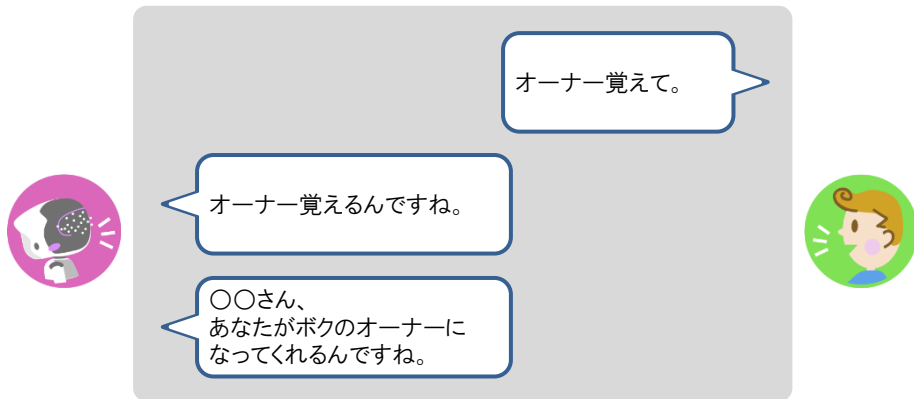 オーナー覚えて。
オーナー覚えるんですね。
○○さん、
あなたがボクのオーナーに
なってくれるんですね。